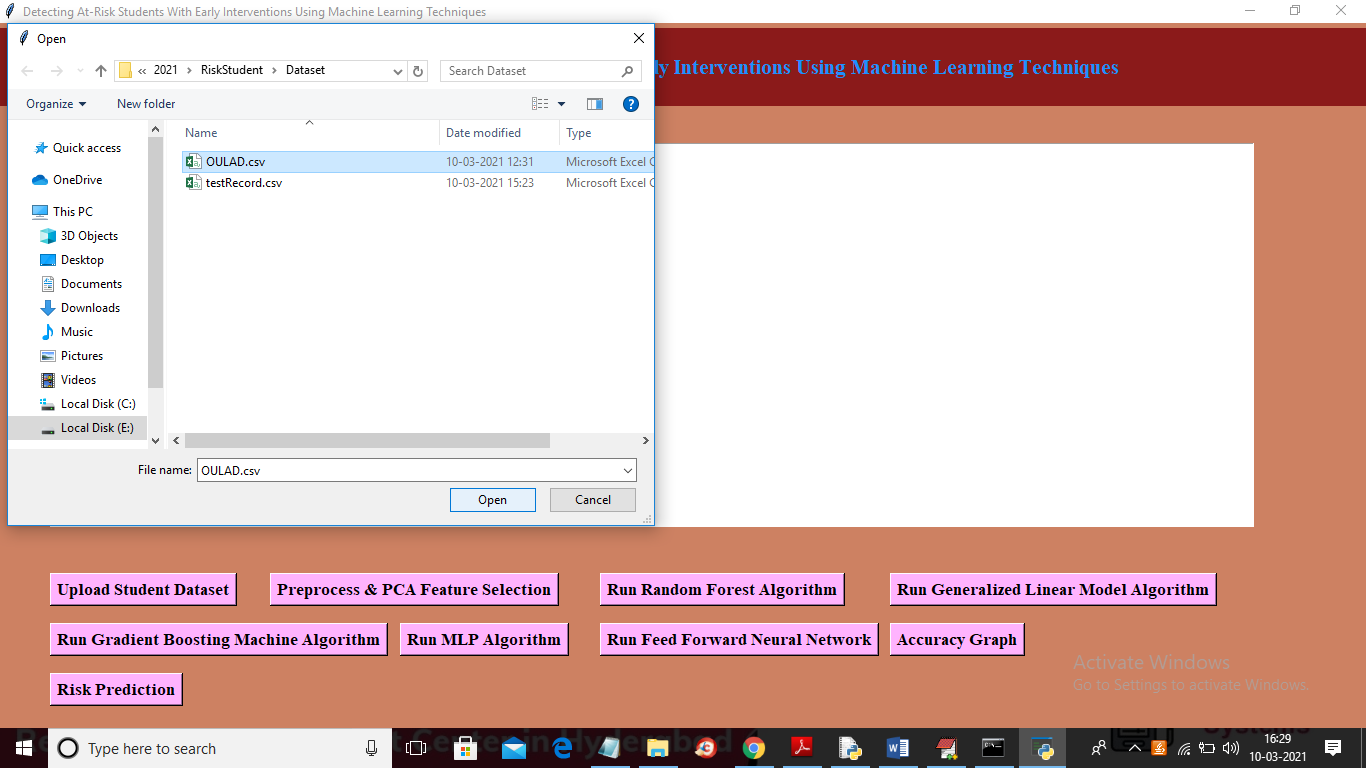 Detecting At-Risk Students With Early Interventions Using Machine Learning Techniques
Open
ly Interventions Using Machine Learning Techniques
« 2021 > RiskStudent > Dataset
Search Dataset
Organize
New folder
Name
Date modified
Type
OULAD.csv
10-03-2021 12:31
Microsoft Excel C
testRecord.csv
10-03-2021 15:23
Microsoft Excel C
Quick access
OneDrive
This PC
3D Objects
Desktop
Documents
Downloads
Music
Pictures
Videos
Local Disk (C:)
Local Disk (E:)
File name: OULAD.csv
Open
Cancel
Upload Student Dataset
Preprocess & PCA Feature Selection
Run Random Forest Algorithm
Run Generalized Linear Model Algorithm
Run Gradient Boosting Machine Algorithm
Run MLP Algorithm
Run Feed Forward Neural Network
Accuracy Graph
Risk Prediction
Activate Windows
Go to Settings to activate Windows.
Type here to search
16:29
10-03-2021